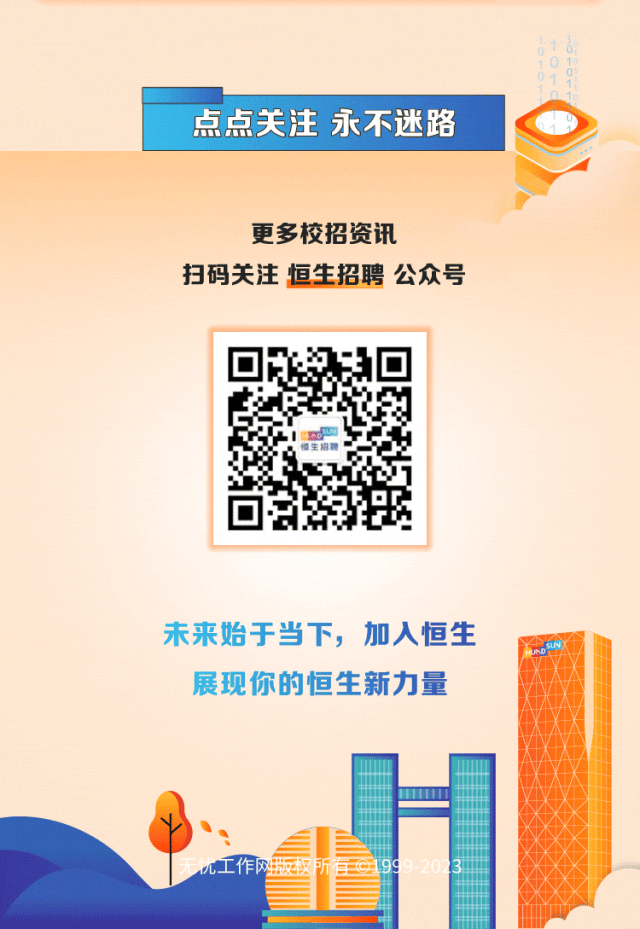 点点关注 永不迷路
更多校招资讯
扫码关注 恒生招聘 公众号
HUNDSUN
恒生招聘
未来始于当下，加入恒生
展现你的恒生新力量
HUNDSUN
无忧工作网版权所有 ©1999-2023